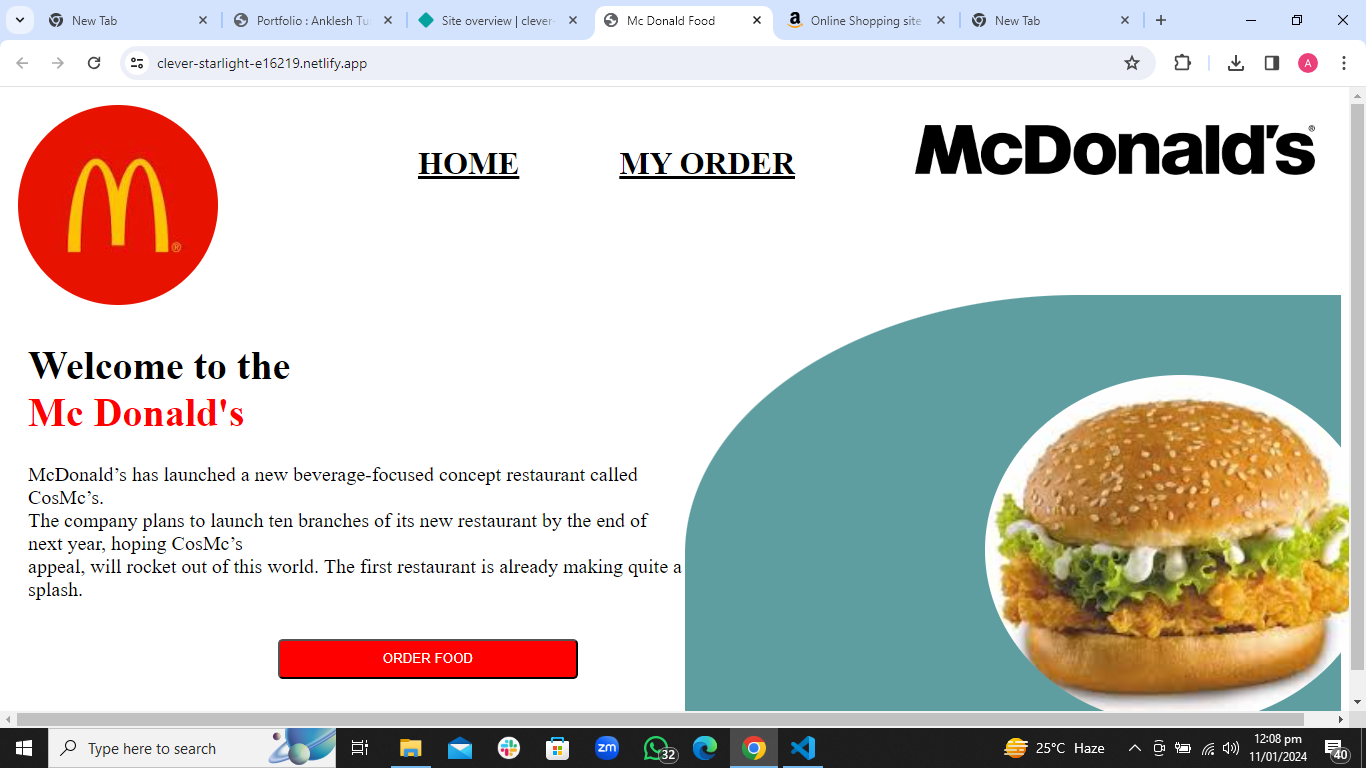 New Tab
Portfolio : Anklesh Tu
Site overview | clever-
Mc Donald Food
Online Shopping site
New Tab
clever-starlight-e16219.netlify.app
A
M
®
HOME
MY ORDER
McDonald's®
Welcome to the
Mc Donald's
McDonald’s has launched a new beverage-focused concept restaurant called
CosMc’s.
The company plans to launch ten branches of its new restaurant by the end of
next year, hoping CosMc’s
appeal, will rocket out of this world. The first restaurant is already making quite a
splash.
ORDER FOOD
Type here to search
zm
32
25°C Haze
12:08 pm
11/01/2024
40